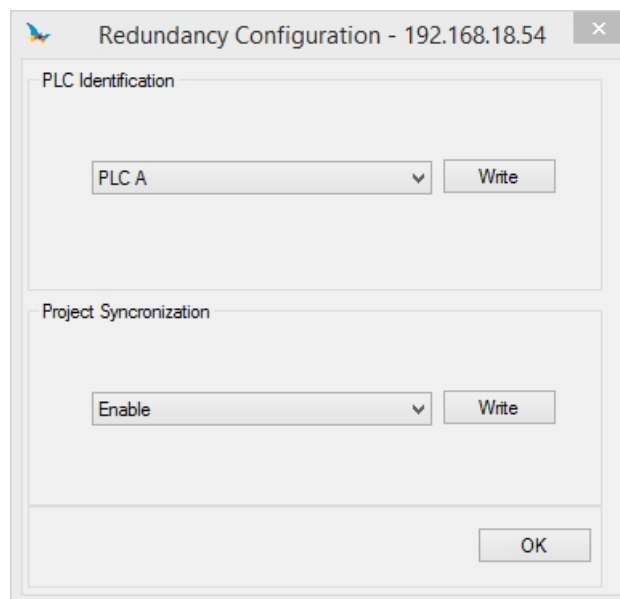 Redundancy Configuration - 192.168.18.54
PLC Identification
PLC A
Write
Project Syncronization
Enable
Write
OK